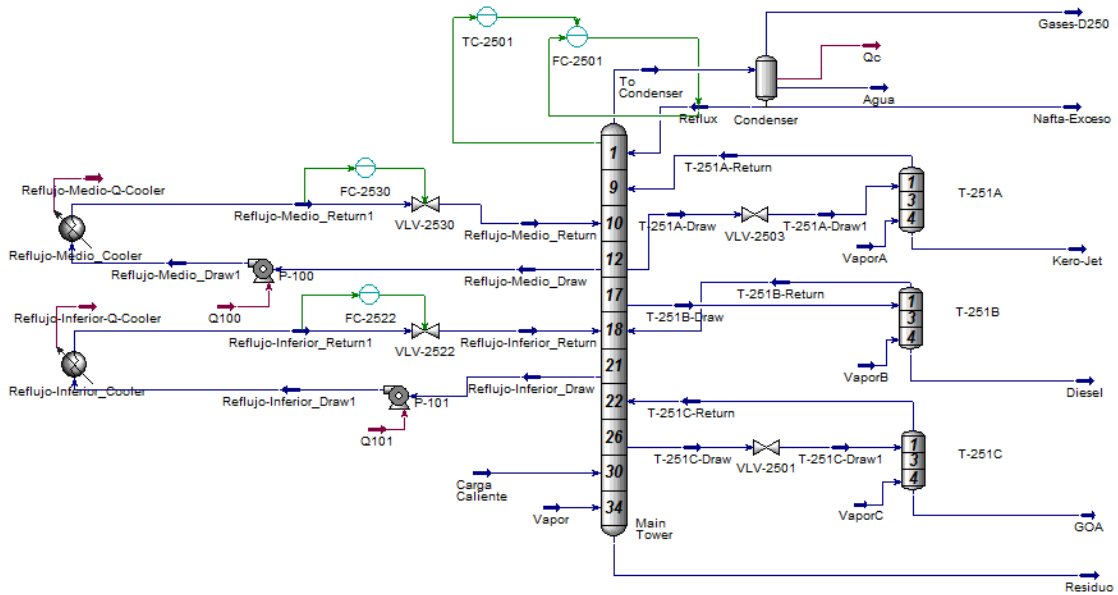 Gases-D250
TC-2501
FC-2501
Qc
To
Condenser
Agua
Reflux
Condenser
Nafta-Exceso
1
T-251A-Return
Reflujo-Medio-Q-Cooler
FC-2530
9
1
3
4
T-251A
Reflujo-Medio_Return1
VLV-2530
10
T-251A-Draw
VLV-2503
T-251A-Draw1
Reflujo-Medio_Return
VaporA
Reflujo-Medio_Cooler
12
Kero-Jet
Reflujo-Medio_Draw1
P-100
Reflujo-Medio_Draw
T-251B-Return
17
1
3
4
T-251B
Q100
FC-2522
T-251B-Draw
Reflujo-Inferior-Q-Cooler
Reflujo-Inferior_Return1
VLV-2522
Reflujo-Inferior_Return
18
VaporB
21
Reflujo-Inferior_Cooler
Reflujo-Inferior_Draw1
P-101
Reflujo-Inferior_Draw
Diesel
22
T-251C-Return
Q101
26
1
3
4
T-251C
T-251C-Draw
VLV-2501
T-251C-Draw1
30
Carga
Caliente
VaporC
34
Vapor
Main
Tower
GOA
Residuo